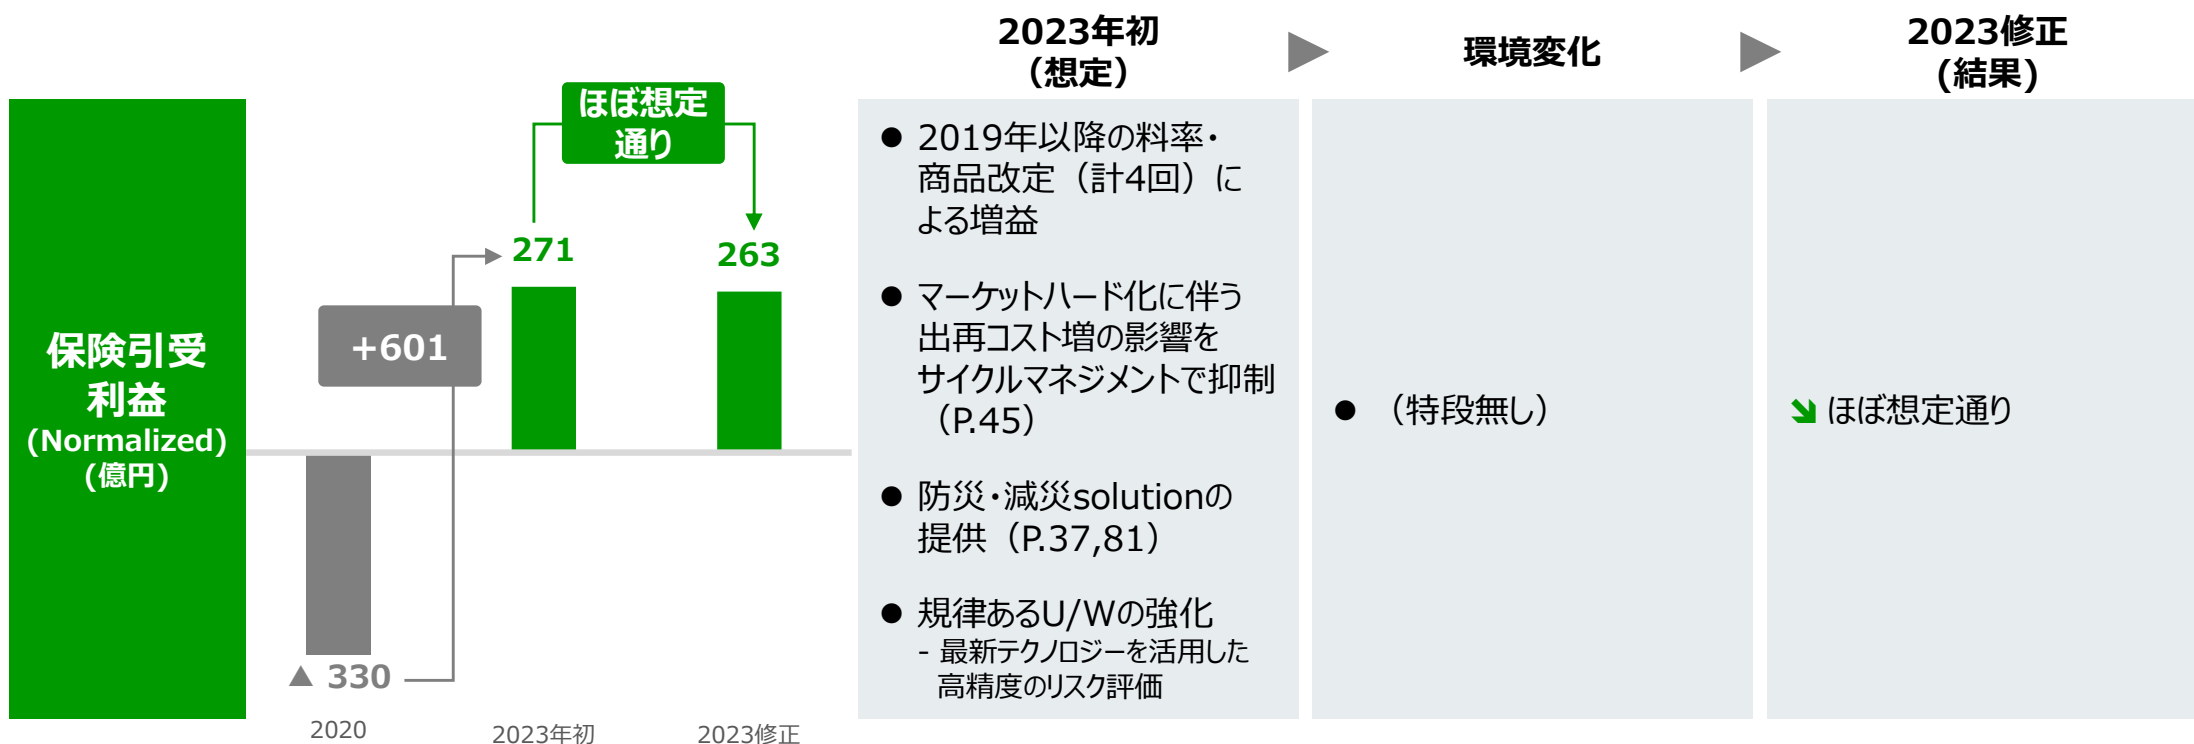 保険引受
利益
(Normalized)
(億円)
ほぼ想定
通り
271
263
+601
▲ 330
2020
2023年初
2023修正
2023年初
(想定)
環境変化
2023修正
(結果)
● 2019年以降の料率・
商品改定（計4回）に
よる増益
● マーケットハード化に伴う
出再コスト増の影響を
サイクルマネジメントで抑制
（P.45）
● 防災・減災solutionの
提供（P.37,81）
● 規律あるU/Wの強化
- 最新テクノロジーを活用した
高精度のリスク評価
● （特段無し）
ほぼ想定通り